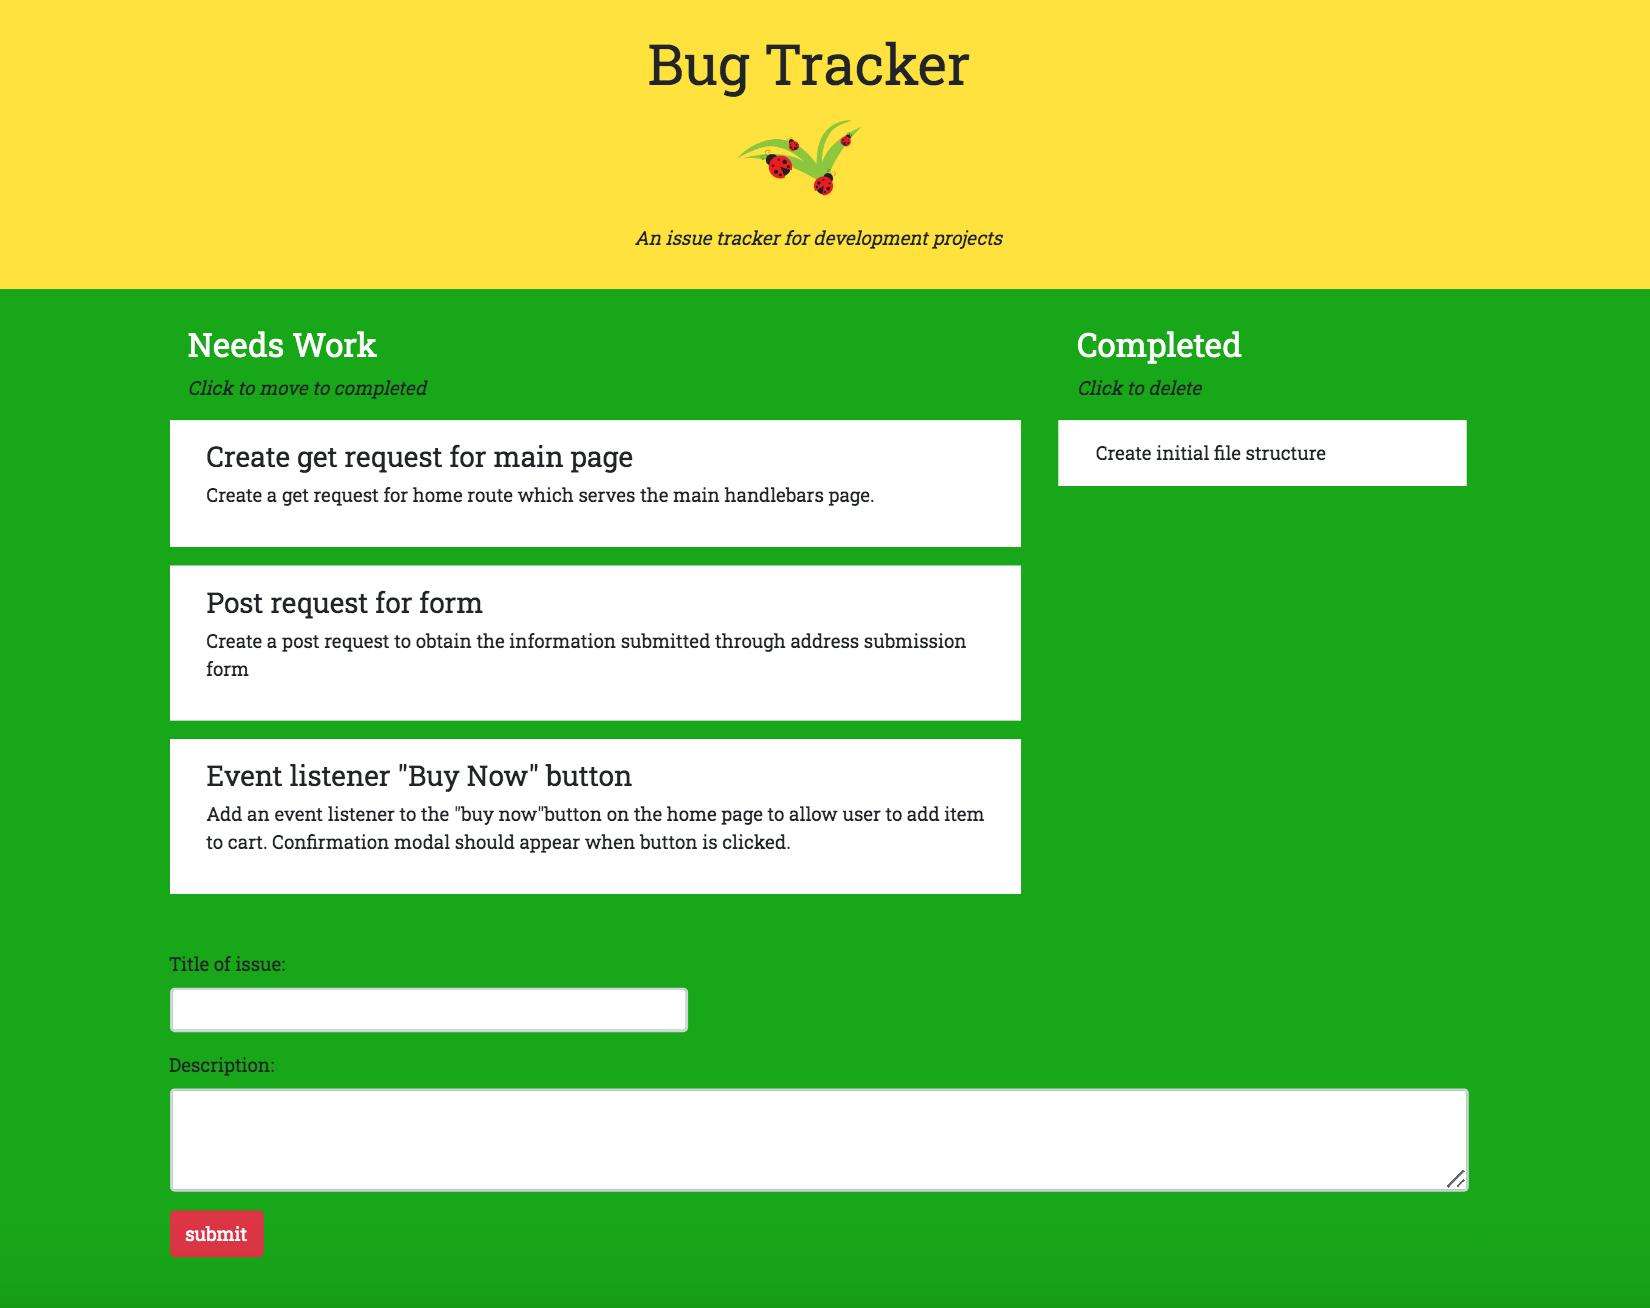 Bug Tracker
An issue tracker for development projects
Needs Work
Click to move to completed
Create get request for main page
Create a get request for home route which serves the main handlebars page.
Post request for form
Create a post request to obtain the information submitted through address submission
form
Event listener "Buy Now" button
Add an event listener to the "buy now"button on the home page to allow user to add item
to cart. Confirmation modal should appear when button is clicked.
Completed
Click to delete
Create initial file structure
Title of issue:
Description:
submit